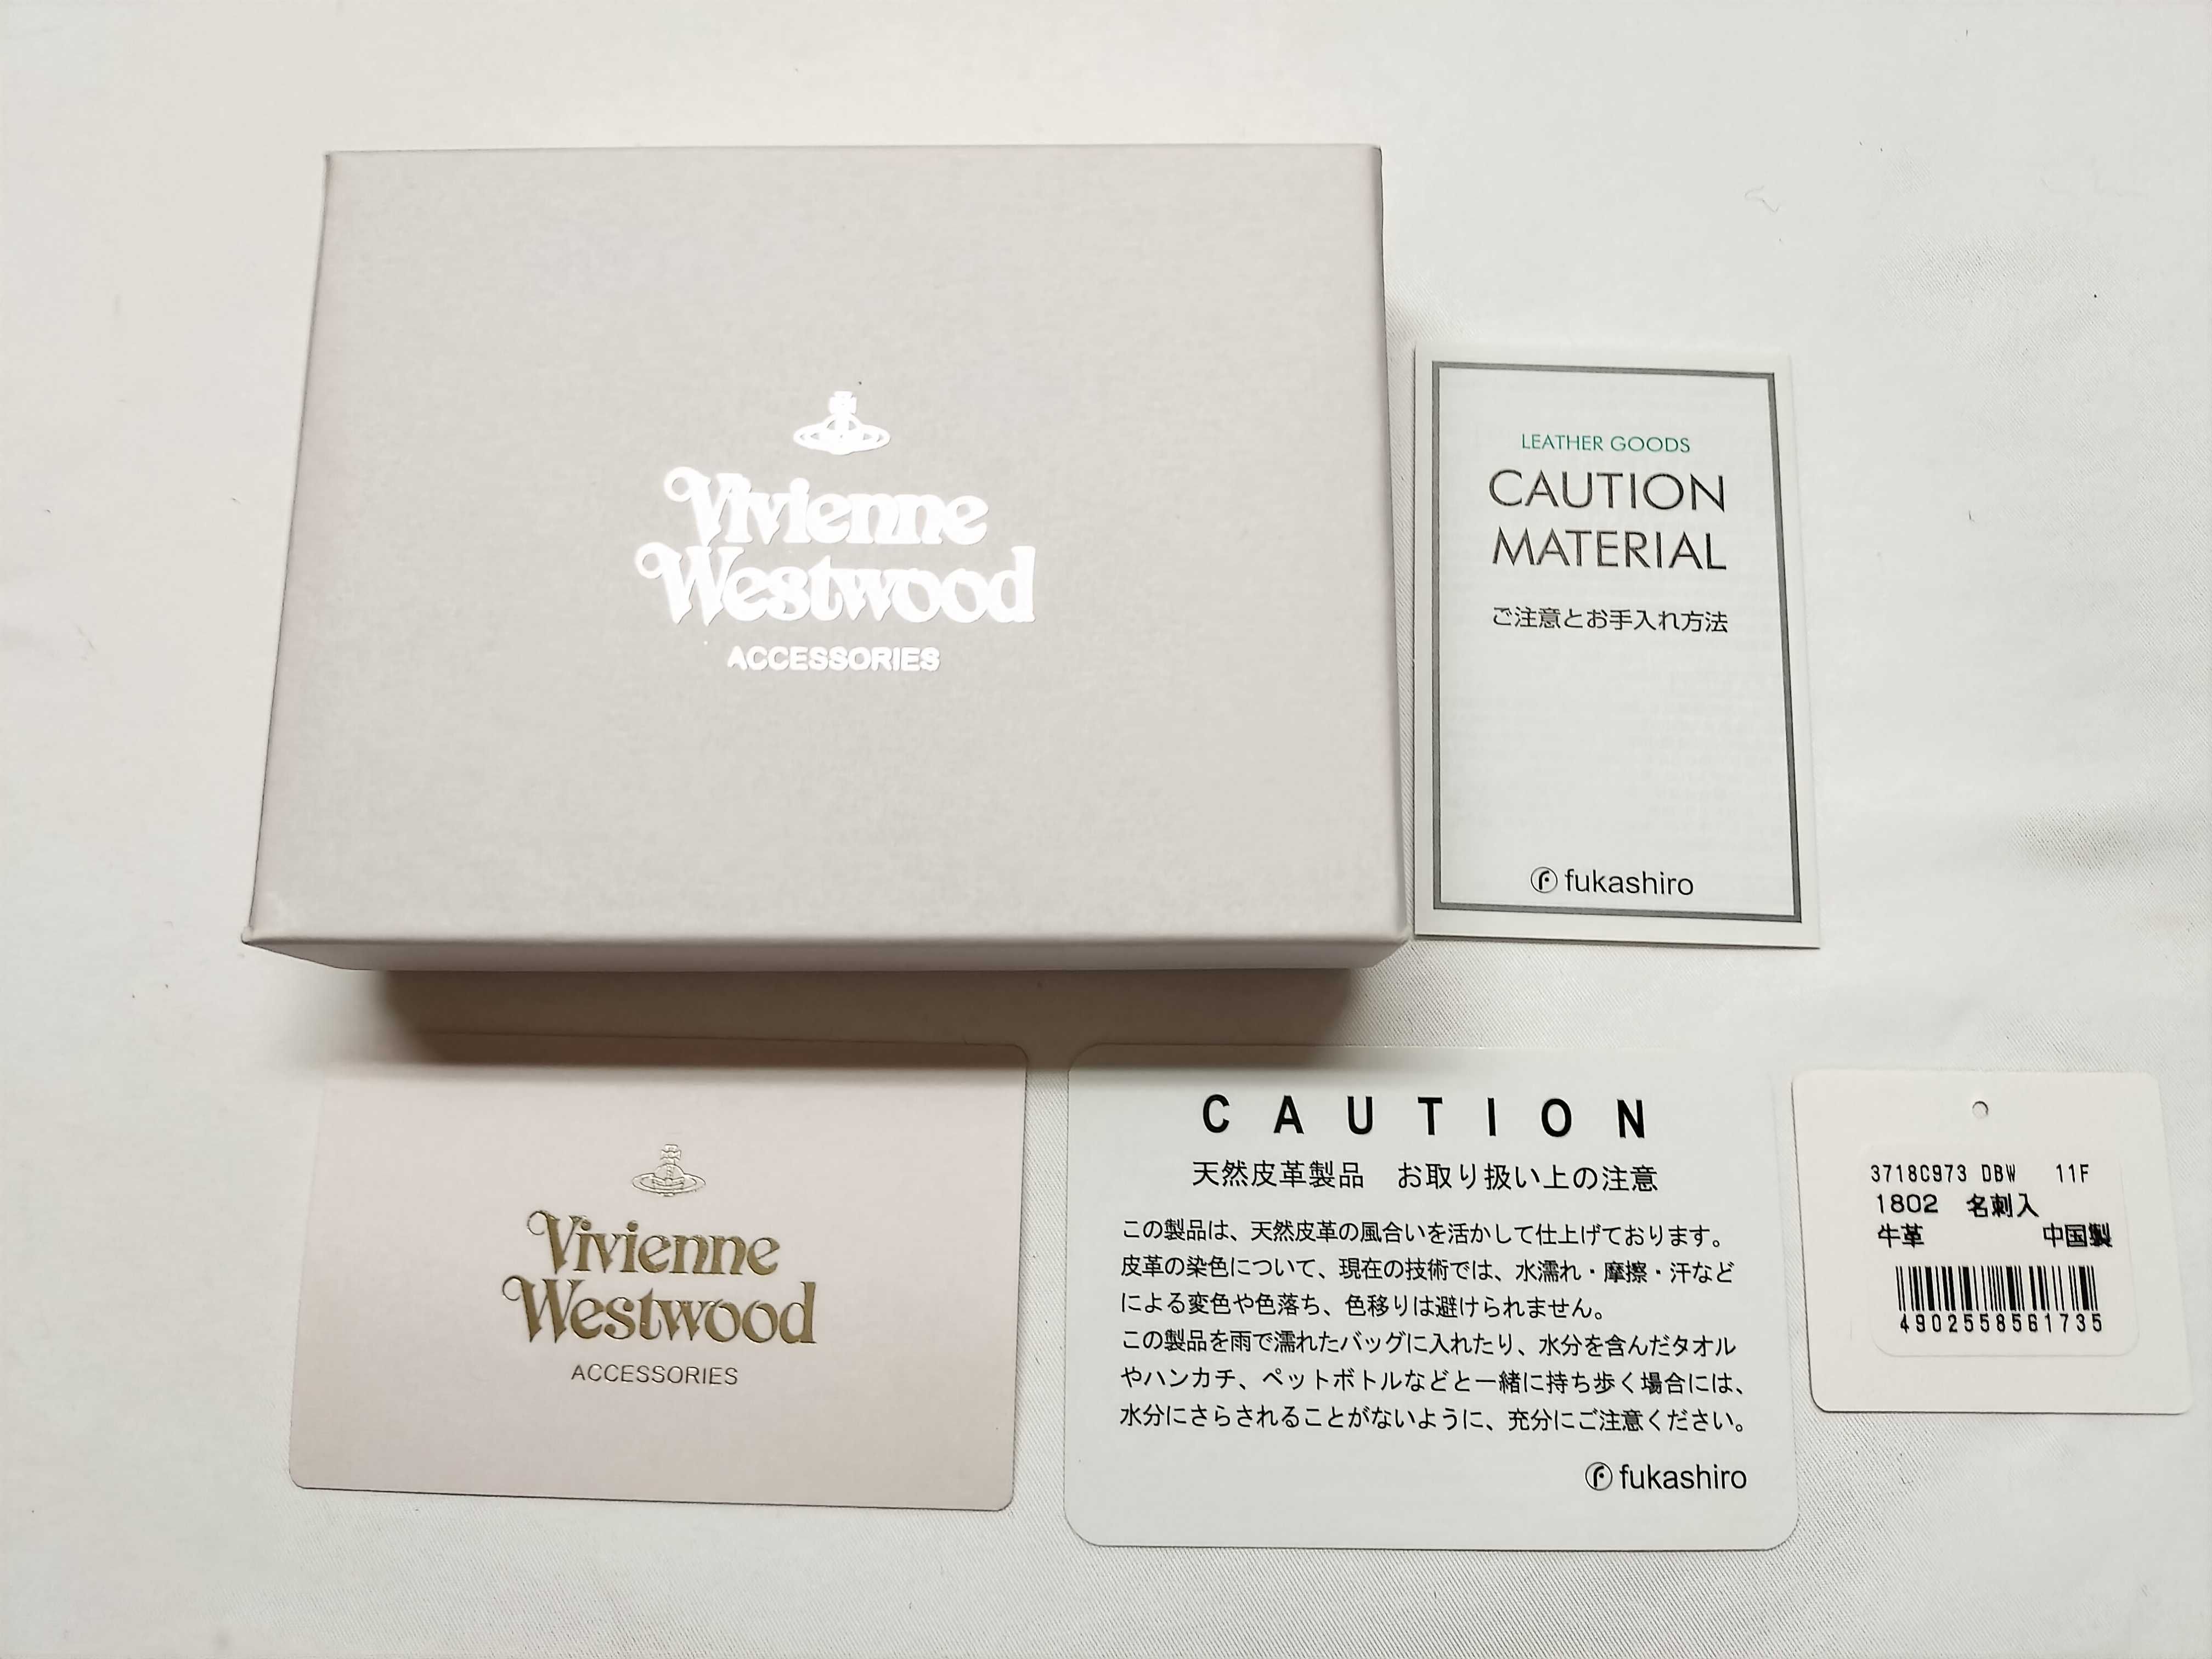 Vivienne
Westwood
ACCESSORIES
LEATHER GOODS
CAUTION
MATERIAL
ご注意とお手入れ方法
fukashiro
Vivienne
Westwood
ACCESSORIES
CAUTION
天然皮革製品 お取り扱い上の注意
この製品は、天然皮革の風合いを活かして仕上げております。
皮革の染色について、現在の技術では、水濡れ・摩擦・汗など
による変色や色落ち、色移りは避けられません。
この製品を雨で濡れたバッグに入れたり、水分を含んだタオル
やハンカチ、ペットボトルなどと一緒に持ち歩く場合には、
水分にさらされることがないように、充分にご注意ください。
fukashiro
3718C973 DBW 11F
1802 名刺入
牛革 中国製
4902558561735